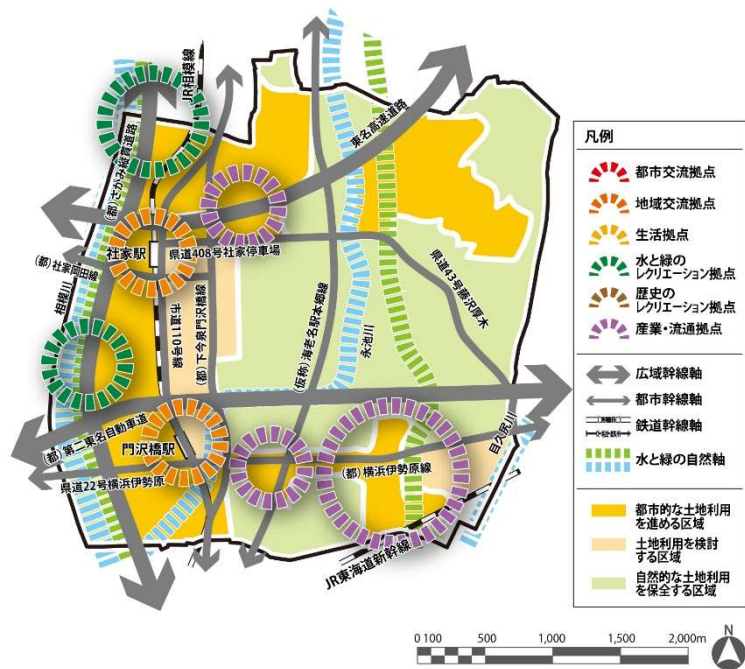 JR相模線
(都)さがみ縦貫道路
東名高速道路
社家駅
県道408号社家停車場
(都)社家岡田線
相模川
市道110号線
(都)下今泉門沢橋線
(仮称)海老名駅本郷線
永池川
県道43号藤沢厚木
目久尻川
(都)第二東名自動車道
門沢橋駅
県道22号横浜伊勢原
(都)横浜伊勢原線
JR東海道新幹線
凡例
都市交流拠点
地域交流拠点
生活拠点
水と緑の
レクリエーション拠点
歴史の
レクリエーション拠点
産業・流通拠点
広域幹線軸
都市幹線軸
鉄道幹線軸
水と緑の自然軸
都市的な土地利用
を進める区域
土地利用を検討
する区域
自然的な土地利用
を保全する区域
0 100 500 1,000 1,500 2,000m
N